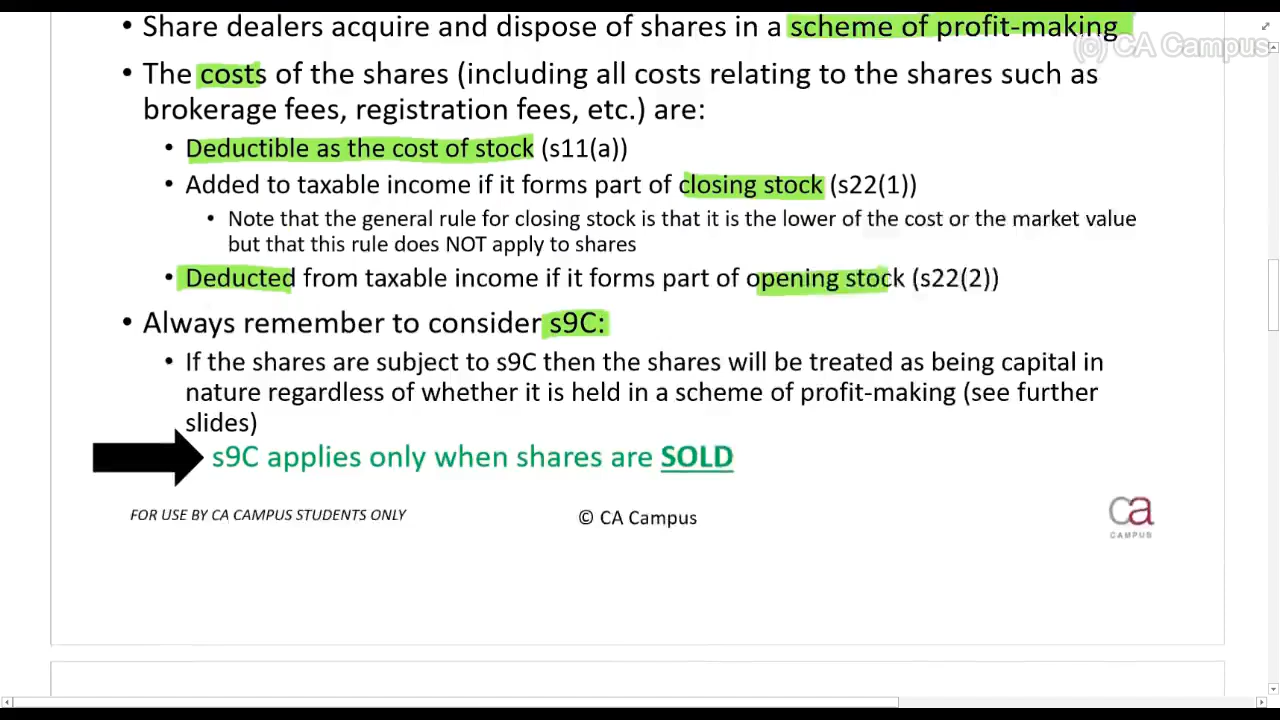 • Share dealers acquire and dispose of shares in a scheme of profit-making
(c) CA Campus
• The costs of the shares (including all costs relating to the shares such as
brokerage fees, registration fees, etc.) are:
• Deductible as the cost of stock (s11(a))
• Added to taxable income if it forms part of closing stock (s22(1))
• Note that the general rule for closing stock is that it is the lower of the cost or the market value
but that this rule does NOT apply to shares
• Deducted from taxable income if it forms part of opening stock (s22(2))
• Always remember to consider s9C:
• If the shares are subject to s9C then the shares will be treated as being capital in
nature regardless of whether it is held in a scheme of profit-making (see further
slides)
s9C applies only when shares are SOLD
FOR USE BY CA CAMPUS STUDENTS ONLY
© CA Campus
ca
CAMPUS